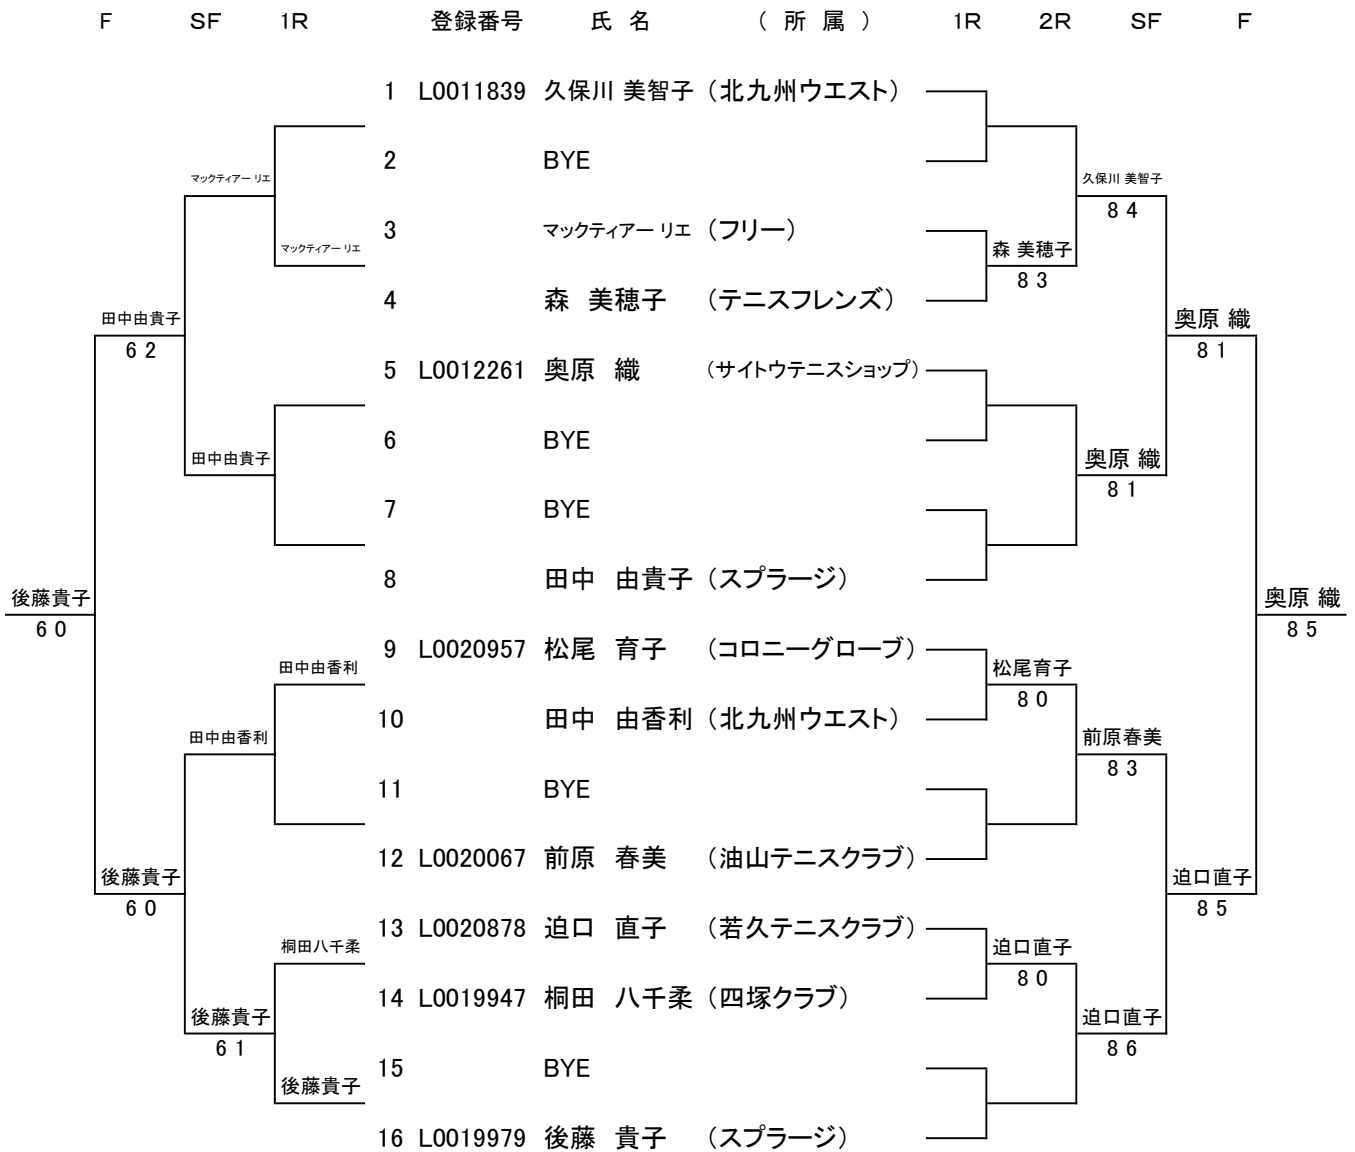 F SF 1R 登録番号 氏 名 ( 所 属 ) 1R 2R SF F
1 L0011839 久保川 美智子 (北九州ウエスト)
2 BYE
マックティアー リエ 久保川 美智子
8 4
3 マックティアー リエ (フリー)
マックティアー リエ 森 美穂子
8 3
4 森 美穂子 (テニスフレンズ)
田中由貴子 奥原 織
6 2 8 1
5 L0012261 奥原 織 (サイトウテニスショップ)
6 BYE
田中由貴子 奥原 織
8 1
7 BYE
8 田中 由貴子 (スプラージ)
後藤貴子 奥原 織
6 0 8 5
9 L0020957 松尾 育子 (コロニーグローブ)
田中由香利 松尾育子
8 0
10 田中 由香利 (北九州ウエスト)
田中由香利 前原春美
8 3
11 BYE
12 L0020067 前原 春美 (油山テニスクラブ)
後藤貴子 迫口直子
6 0 8 5
13 L0020878 迫口 直子 (若久テニスクラブ)
桐田八千柔 迫口直子
8 0
14 L0019947 桐田 八千柔 (四塚クラブ)
後藤貴子 迫口直子
6 1 8 6
15 BYE
後藤貴子
16 L0019979 後藤 貴子 (スプラージ)